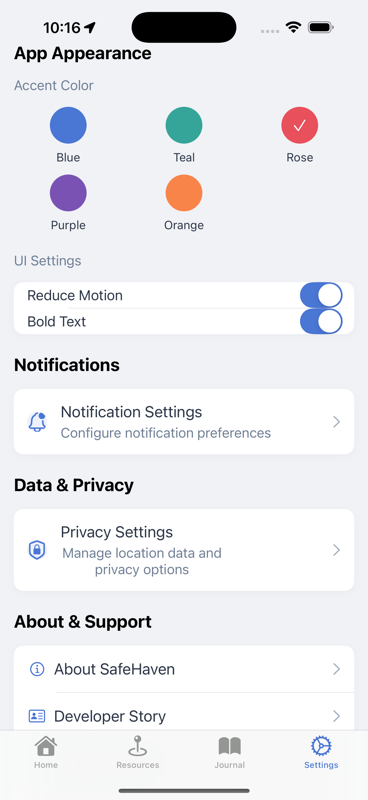 10:16
App Appearance
Accent Color
Blue
Teal
Rose
Purple
Orange
UI Settings
Reduce Motion
Bold Text
Notifications
Notification Settings
Configure notification preferences
Data & Privacy
Privacy Settings
Manage location data and
privacy options
About & Support
About SafeHaven
Developer Story
Home
Resources
Journal
Settings